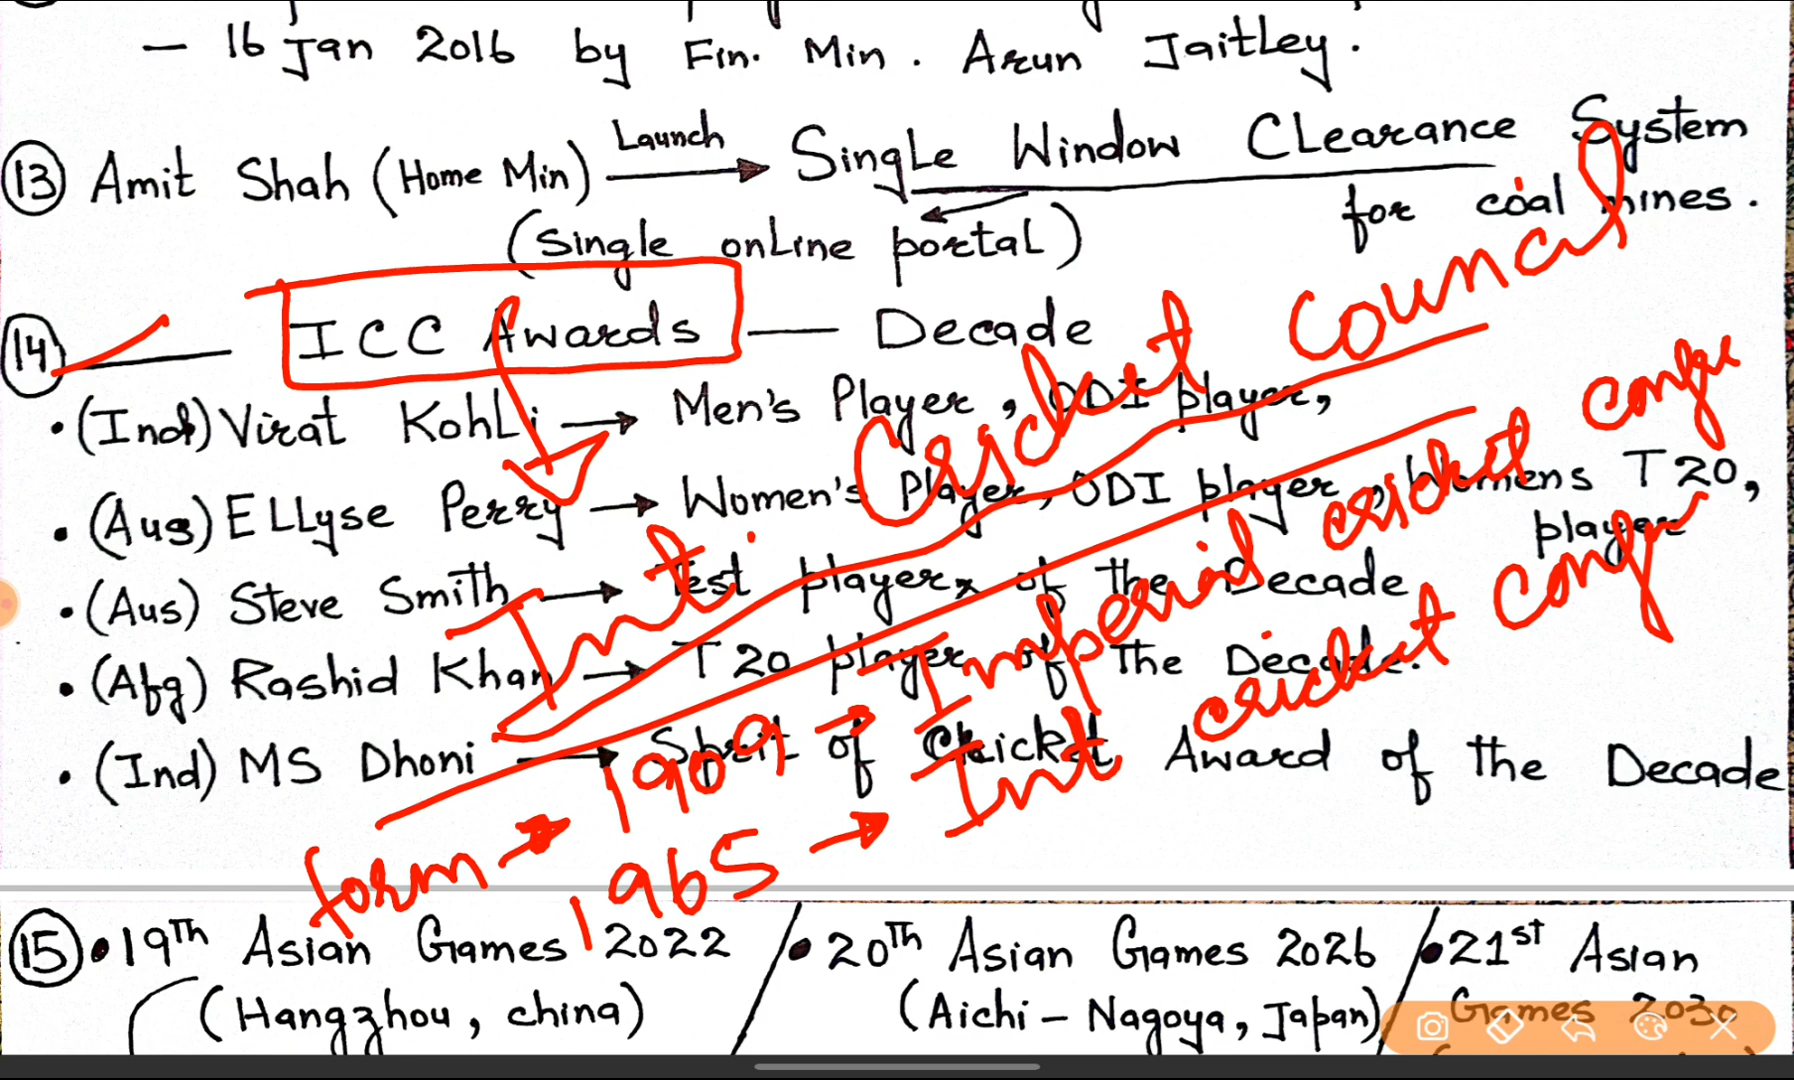 — 16 Jan 2016 by Fin. Min. Arun Jaitley.
13 Amit Shah (Home Min) Launch → Single Window CLearance System
(Single online portal) for coal mines.
14 ICC Awards — Decade
Council
• (Ind) Virat Kohli → Men's Player, ODI player,
Cricket
• (Aus) ELLyse Perry → Women's Player, ODI player, Womens T20,
player
Int.
• (Aus) Steve Smith → Test player of the Decade
• (Afg) Rashid Khan → T20 player of the Decade.
• (Ind) MS Dhoni → Spirit of Cricket Award of the Decade
form → 1909 → Imperial cricket confe
1965 → Int cricket confe
15 • 19Th Asian Games 2022 / • 20Th Asian Games 2026 / • 21st Asian
(Hangzhou, china) (Aichi – Nagoya, Japan) Games 2030